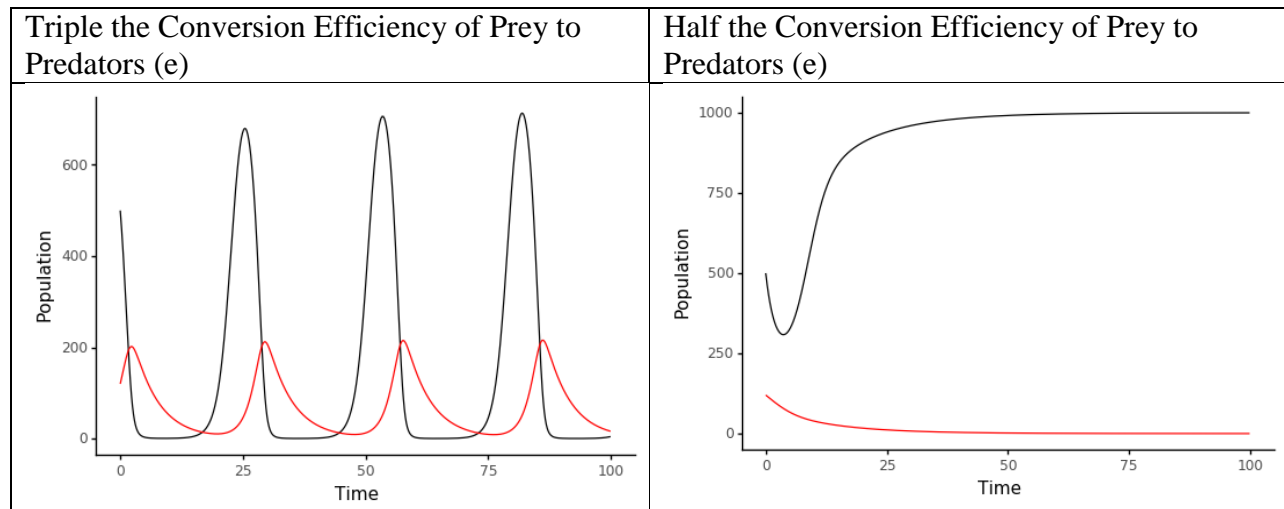 Triple the Conversion Efficiency of Prey to
Predators (e)
Half the Conversion Efficiency of Prey to
Predators (e)
600
400
200
0
Population
0 25 50 75 100
Time
1000
750
500
250
0
Population
0 25 50 75 100
Time